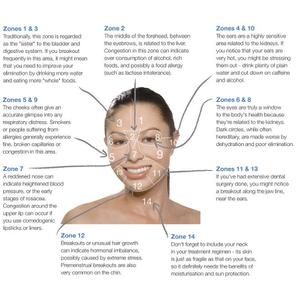 Zones 1 & 3
Traditionally, this zone is regarded
as the "sister" to the bladder and
digestive system. If you breakout
frequently in this area, it might mean
that you need to improve your
elimination by drinking more water
and eating more "whole" foods.
Zone 2
The middle of the forehead, between
the eyebrows, is related to the liver.
Congestion in this zone can indicate
over consumption of alcohol, rich
foods, and possibly a food allergy
(such as lactose intolerance).
Zones 4 & 10
The ears are a highly sensitive
area related to the kidneys. If
you notice that your ears are
very hot, you might be stressing
them out - drink plenty of plain
water and cut down on caffeine
and alcohol.
Zones 5 & 9
The cheeks often give an
accurate glimpse into any
respiratory distress. Smokers
or people suffering from
allergies generally experience
fine, broken capillaries or
congestion in this area.
Zones 6 & 8
The eyes are truly a window
to the body's health because
they're related to the kidneys.
Dark circles, while often
hereditary, are made worse by
dehydration and poor elimination.
Zone 7
A reddened nose can
indicate heightened blood
pressure, or the early
stages of rosacea.
Congestion around the
upper lip can occur if
you use comedogenic
lipsticks or liners.
Zones 11 & 13
If you've had extensive dental
surgery done, you might notice
a breakout along the jaw line,
near the ears.
Zone 12
Breakouts or unusual hair growth
can indicate hormonal imbalance,
possibly caused by extreme stress.
Premenstrual breakouts are also
very common on the chin.
Zone 14
Don't forget to include your neck
in your treatment regimen - its skin
is just as fragile as that on your face,
so it definitely needs the benefits of
moisturisation and sun protection.
1
3
5
9
12
14